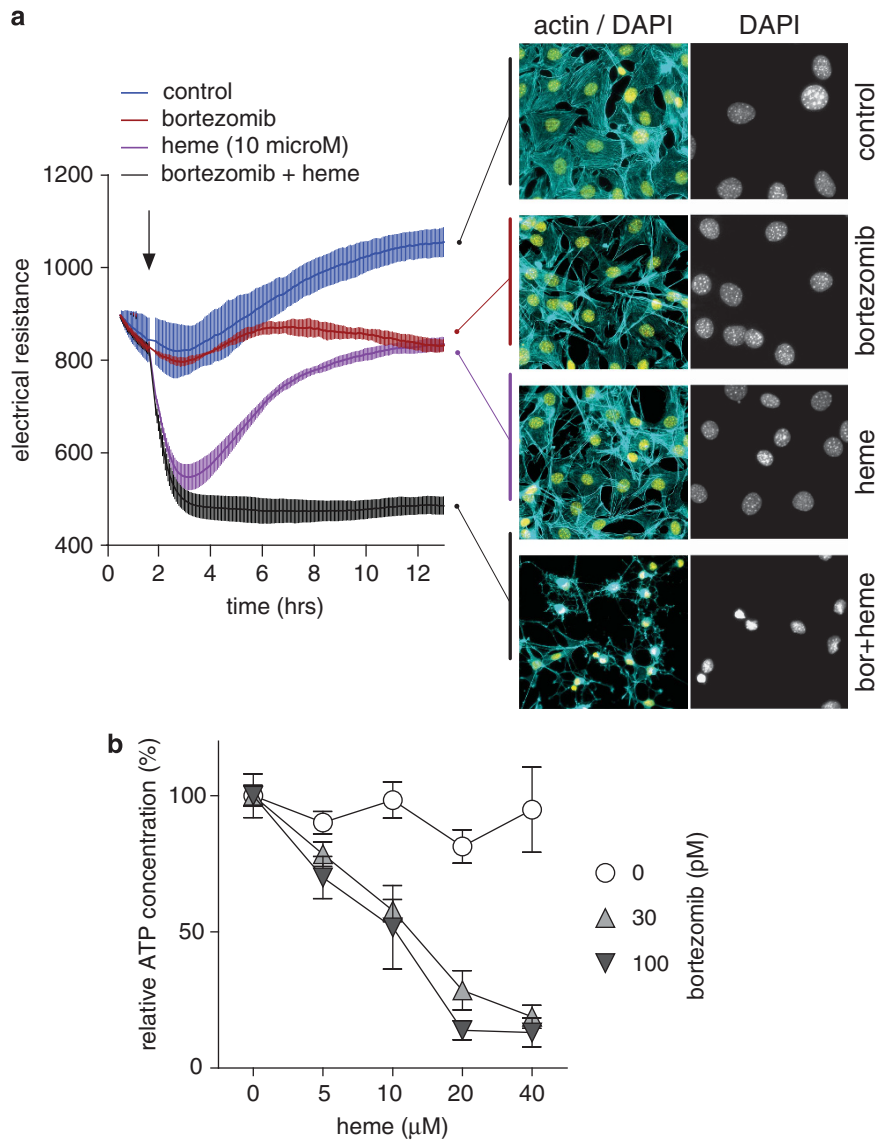 a
actin / DAPI
DAPI
control
bortezomib
heme (10 microM)
bortezomib + heme
1200
1000
800
600
400
electrical resistance
0
2
4
6
8
10
12
time (hrs)
control
bortezomib
heme
bor+heme
b
relative ATP concentration (%)
100
50
0
0
5
10
20
40
heme (μM)
0
30
100
bortezomib (pM)